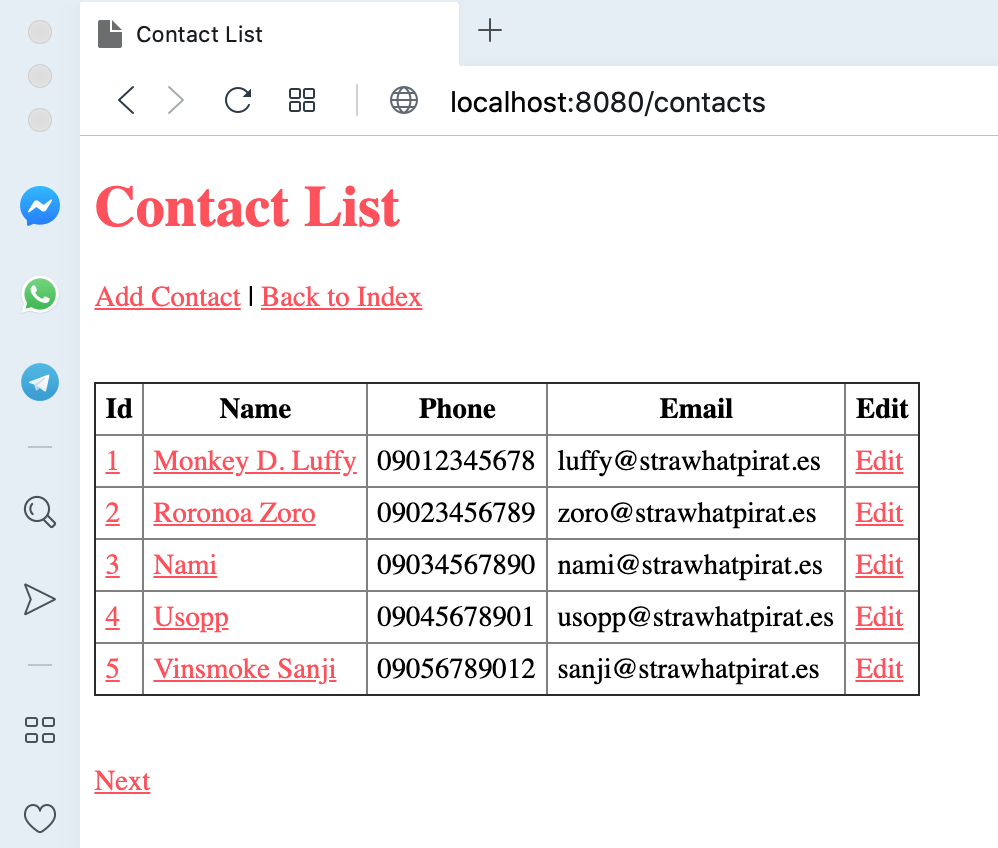 Contact List
localhost:8080/contacts
Contact List
Add Contact | Back to Index
Id Name Phone Email Edit
1 Monkey D. Luffy 09012345678 luffy@strawhatpirat.es Edit
2 Roronoa Zoro 09023456789 zoro@strawhatpirat.es Edit
3 Nami 09034567890 nami@strawhatpirat.es Edit
4 Usopp 09045678901 usopp@strawhatpirat.es Edit
5 Vinsmoke Sanji 09056789012 sanji@strawhatpirat.es Edit
Next